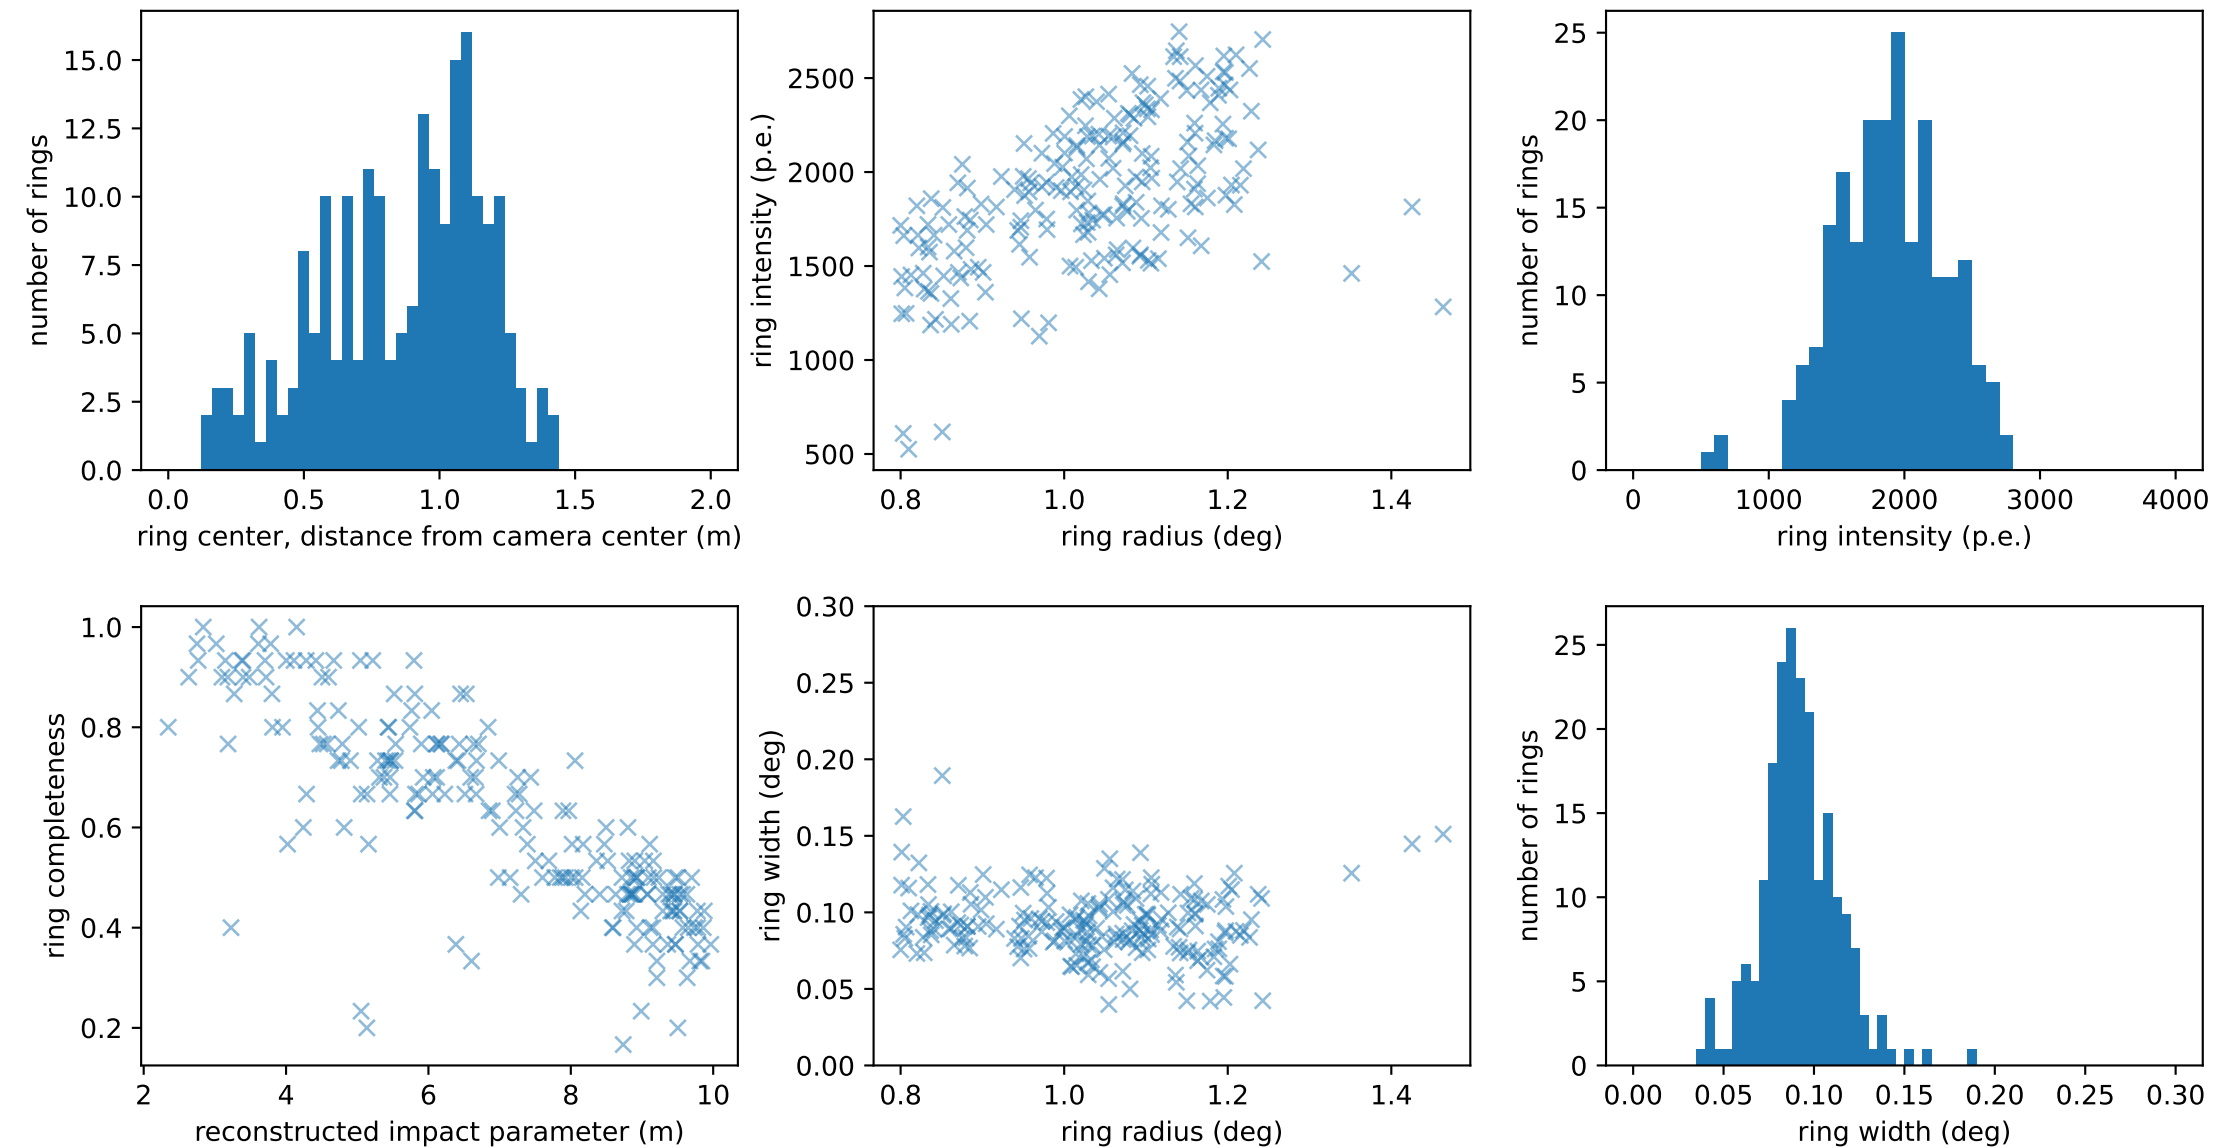 number of rings
15.0
12.5
10.0
7.5
5.0
2.5
0.0
0.0 0.5 1.0 1.5 2.0
ring center, distance from camera center (m)
ring intensity (p.e.)
2500
2000
1500
1000
500
0.8 1.0 1.2 1.4
ring radius (deg)
number of rings
25
20
15
10
5
0
0 1000 2000 3000 4000
ring intensity (p.e.)
ring completeness
1.0
0.8
0.6
0.4
0.2
2 4 6 8 10
reconstructed impact parameter (m)
ring width (deg)
0.30
0.25
0.20
0.15
0.10
0.05
0.00
0.8 1.0 1.2 1.4
ring radius (deg)
number of rings
25
20
15
10
5
0
0.00 0.05 0.10 0.15 0.20 0.25 0.30
ring width (deg)